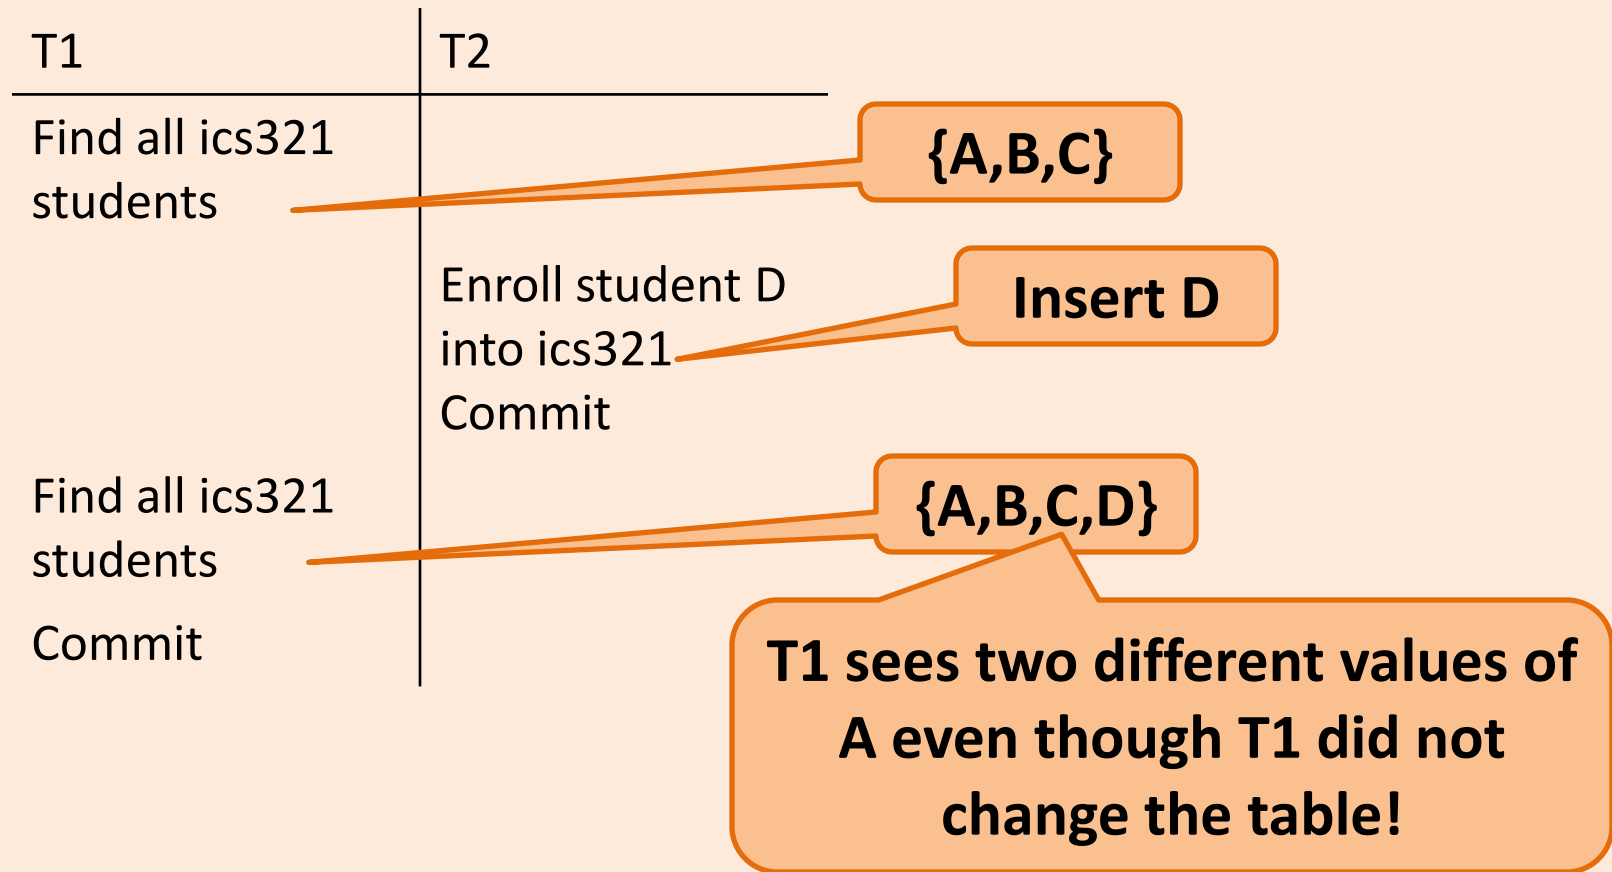 T1
T2
Find all ics321
students
{A,B,C}
Enroll student D
into ics321
Commit
Insert D
Find all ics321
students
{A,B,C,D}
Commit
T1 sees two different values of
A even though T1 did not
change the table!